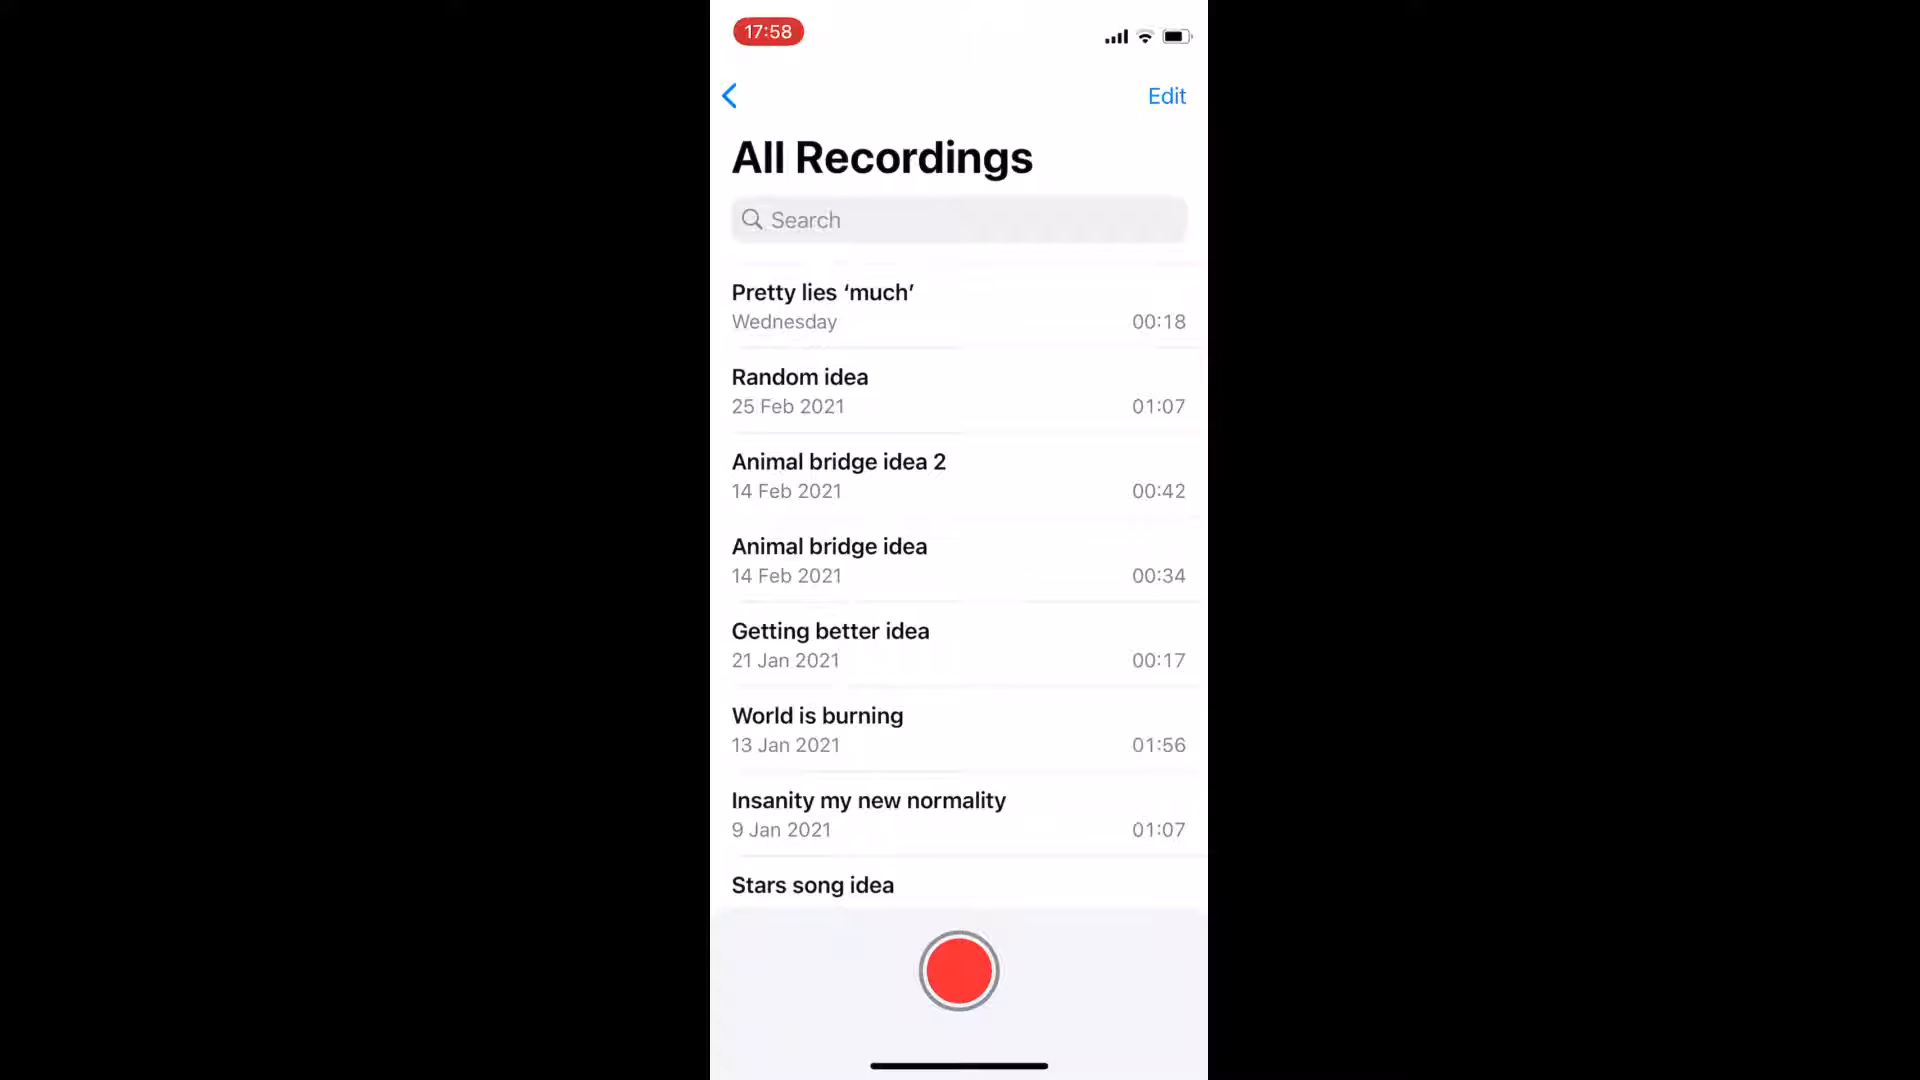 17:58
Edit
All Recordings
Search
Pretty lies ‘much’
Wednesday 00:18
Random idea
25 Feb 2021 01:07
Animal bridge idea 2
14 Feb 2021 00:42
Animal bridge idea
14 Feb 2021 00:34
Getting better idea
21 Jan 2021 00:17
World is burning
13 Jan 2021 01:56
Insanity my new normality
9 Jan 2021 01:07
Stars song idea